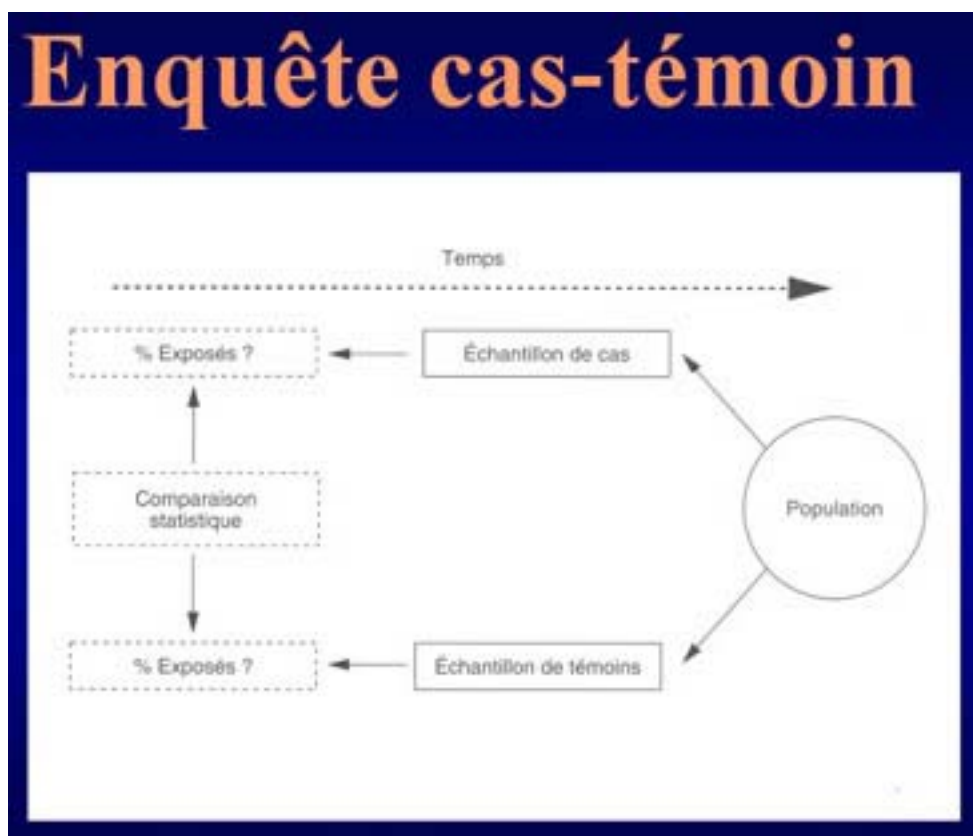 Enquête cas-témoin
Temps
% Exposés ?
Échantillon de cas
Comparaison
statistique
Population
% Exposés ?
Échantillon de témoins